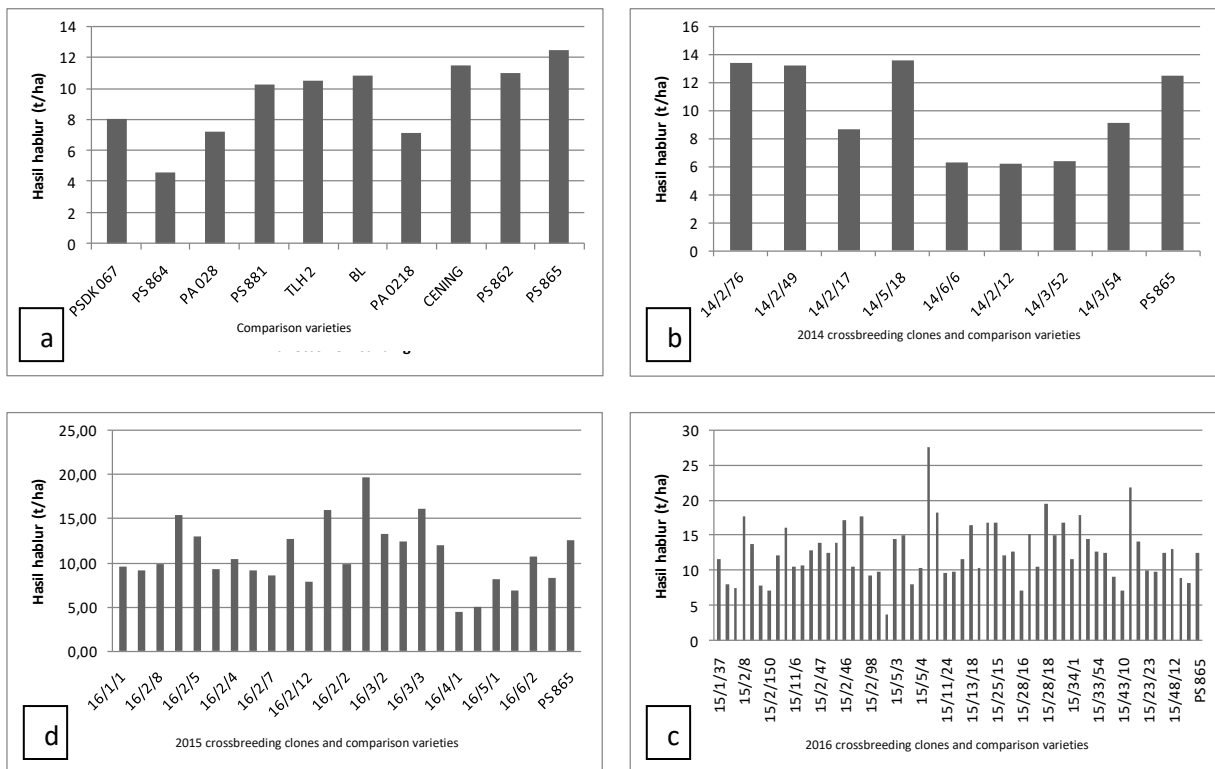 Hasil hablur (t/ha)
14
12
10
8
6
4
2
0
PSDK 067
PS 864
PA 028
PS 881
TLH 2
BL
PA 0218
CENING
PS 862
PS 865
Comparison varieties
a
Hasil hablur (t/ha)
16
14
12
10
8
6
4
2
0
14/2/76
14/2/49
14/2/17
14/5/18
14/6/6
14/2/12
14/3/52
14/3/54
PS 865
2014 crossbreeding clones and comparison varieties
b
Hasil hablur (t/ha)
25,00
20,00
15,00
10,00
5,00
0,00
16/1/1
16/2/8
16/2/5
16/2/4
16/2/7
16/2/12
16/2/2
16/3/2
16/3/3
16/4/1
16/5/1
16/6/2
PS 865
2015 crossbreeding clones and comparison varieties
d
Hasil hablur (t/ha)
30
25
20
15
10
5
0
15/1/37
15/2/8
15/2/150
15/11/6
15/2/47
15/2/46
15/2/98
15/5/3
15/5/4
15/11/24
15/13/18
15/25/15
15/28/16
15/28/18
15/34/1
15/33/54
15/43/10
15/23/23
15/48/12
PS 865
2016 crossbreeding clones and comparison varieties
c